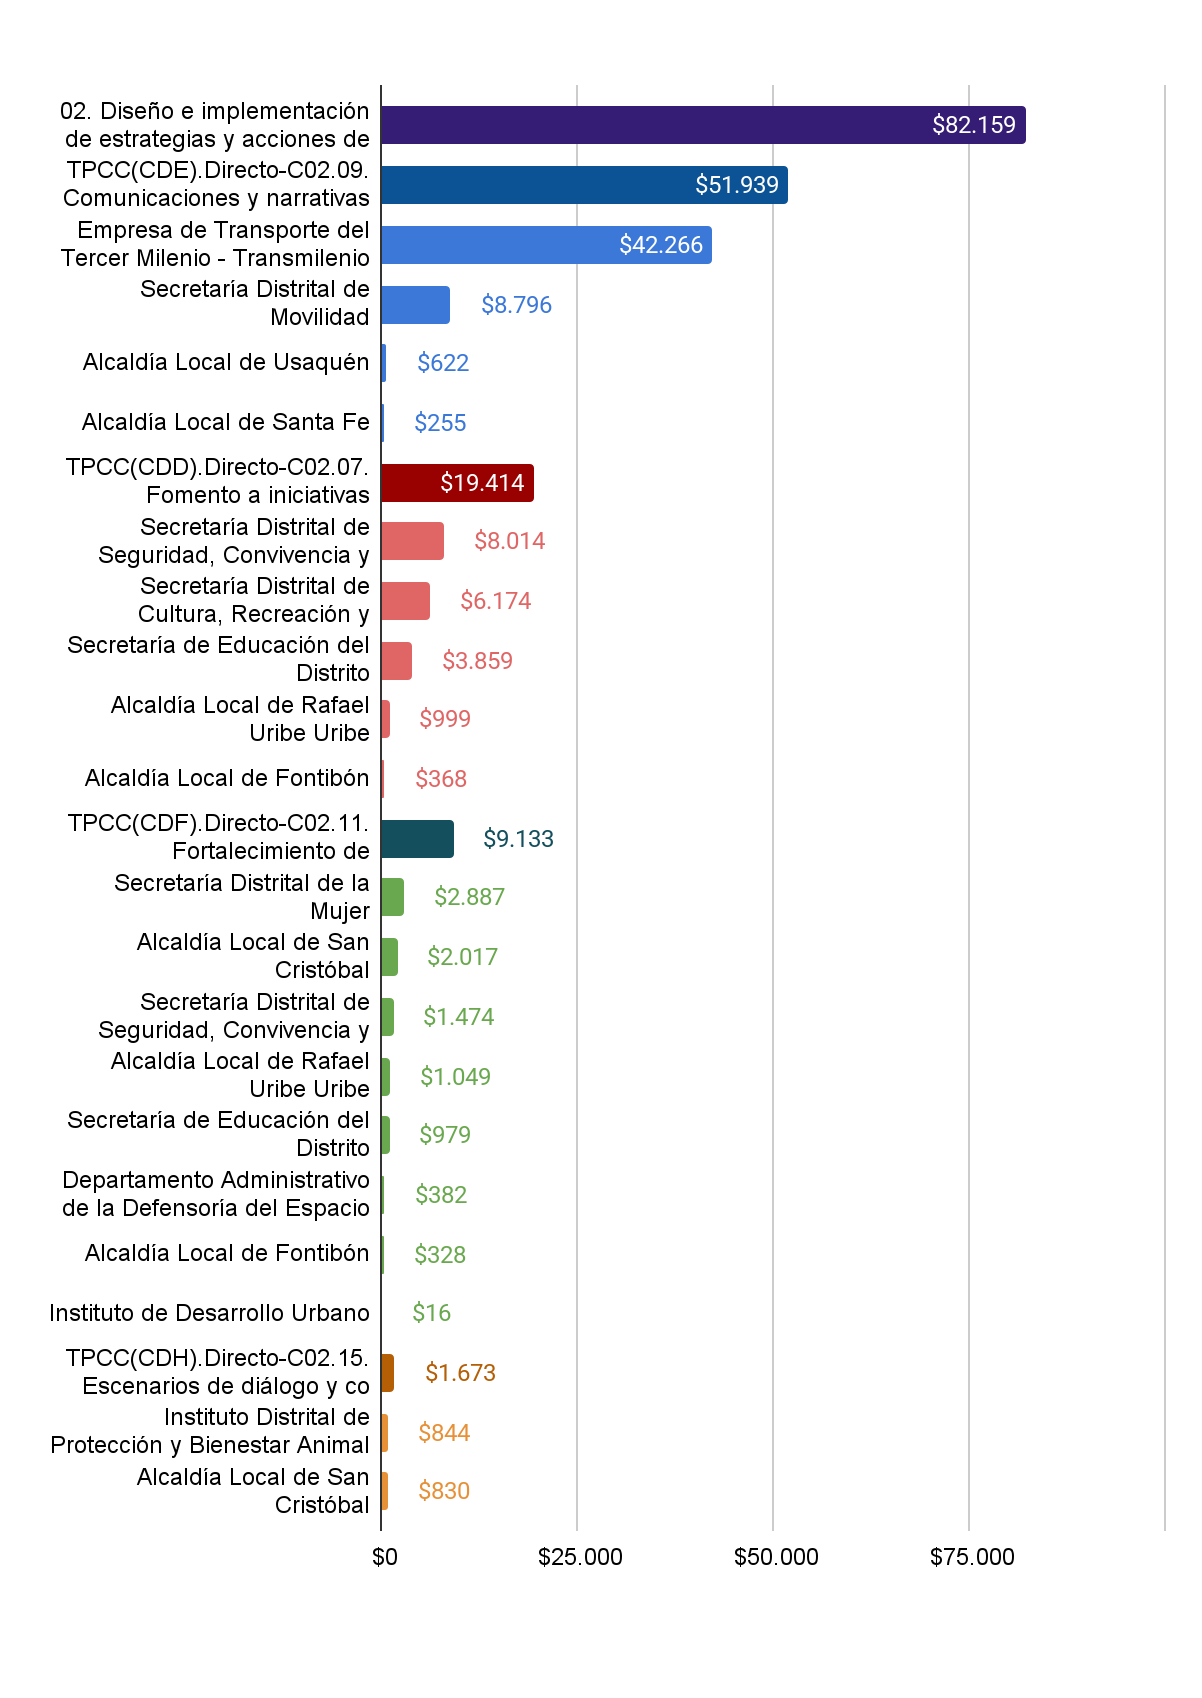 02. Diseño e implementación
de estrategias y acciones de
$82.159
TPCC(CDE).Directo-C02.09.
Comunicaciones y narrativas
$51.939
Empresa de Transporte del
Tercer Milenio - Transmilenio
$42.266
Secretaría Distrital de
Movilidad
$8.796
Alcaldía Local de Usaquén
$622
Alcaldía Local de Santa Fe
$255
TPCC(CDD).Directo-C02.07.
Fomento a iniciativas
$19.414
Secretaría Distrital de
Seguridad, Convivencia y
$8.014
Secretaría Distrital de
Cultura, Recreación y
$6.174
Secretaría de Educación del
Distrito
$3.859
Alcaldía Local de Rafael
Uribe Uribe
$999
Alcaldía Local de Fontibón
$368
TPCC(CDF).Directo-C02.11.
Fortalecimiento de
$9.133
Secretaría Distrital de la
Mujer
$2.887
Alcaldía Local de San
Cristóbal
$2.017
Secretaría Distrital de
Seguridad, Convivencia y
$1.474
Alcaldía Local de Rafael
Uribe Uribe
$1.049
Secretaría de Educación del
Distrito
$979
Departamento Administrativo
de la Defensoría del Espacio
$382
Alcaldía Local de Fontibón
$328
Instituto de Desarrollo Urbano
$16
TPCC(CDH).Directo-C02.15.
Escenarios de diálogo y co
$1.673
Instituto Distrital de
Protección y Bienestar Animal
$844
Alcaldía Local de San
Cristóbal
$830
$0
$25.000
$50.000
$75.000